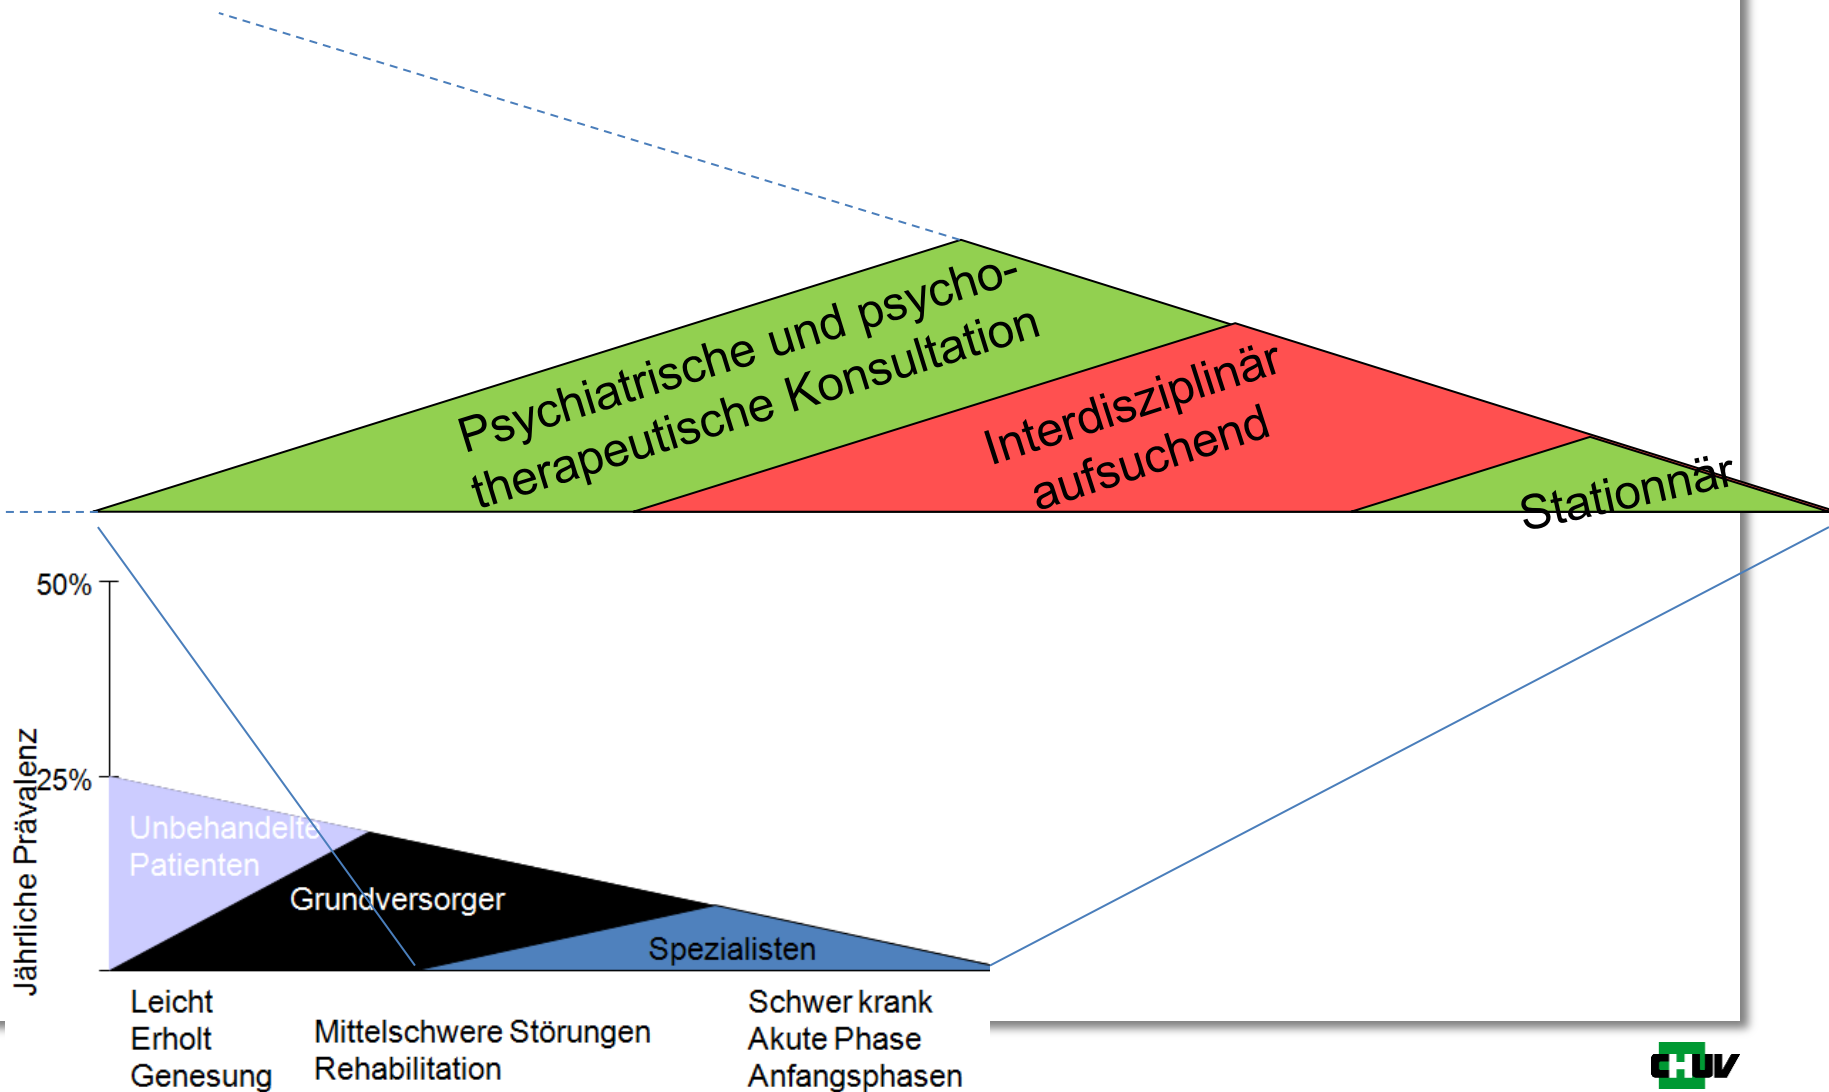 Psychiatrische und psycho-
therapeutische Konsultation
Interdisziplinär
aufsuchend
Stationnär
50%
25%
Jährliche Prävalenz
Unbehandelte
Patienten
Grundversorger
Spezialisten
Leicht
Erholt
Genesung
Mittelschwere Störungen
Rehabilitation
Schwer krank
Akute Phase
Anfangsphasen
CHUV